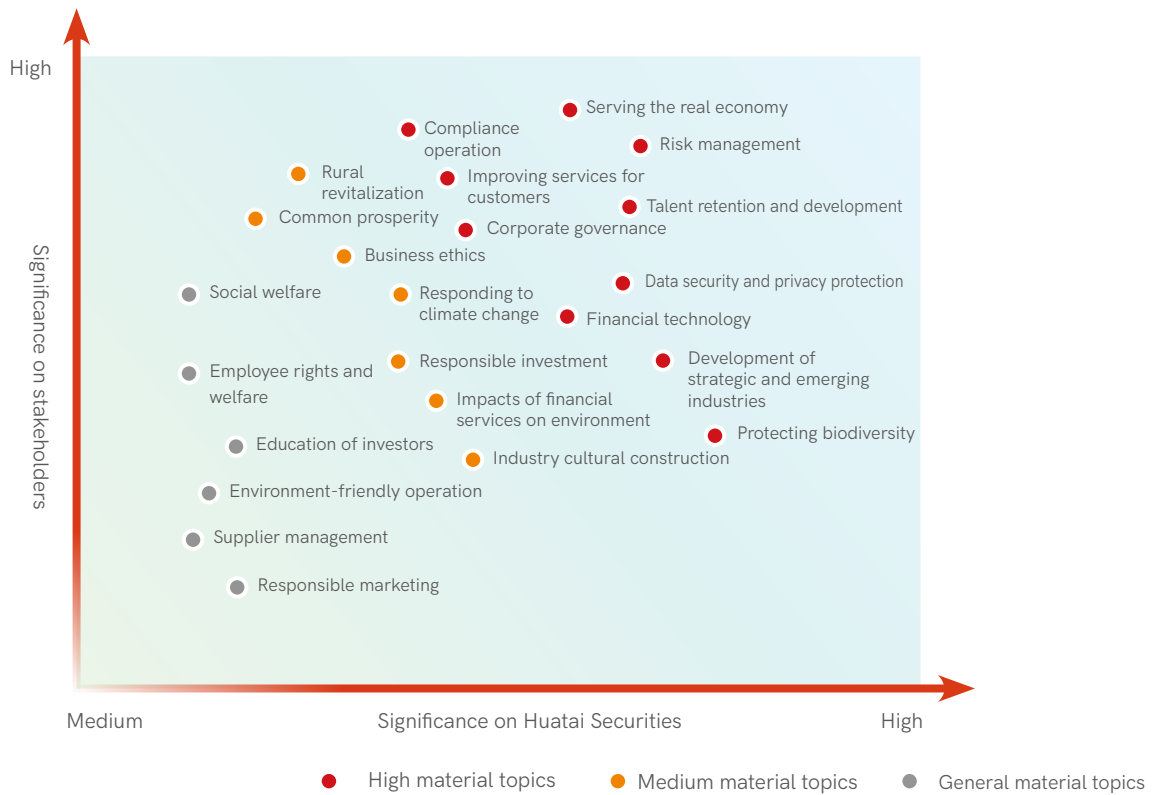 High
Serving the real economy
Compliance
operation
Risk management
Rural
revitalization
Improving services for
customers
Talent retention and development
Common prosperity
Corporate governance
Business ethics
Data security and privacy protection
Social welfare
Responding to
climate change
Financial technology
Employee rights and
welfare
Responsible investment
Development of
strategic and emerging
industries
Impacts of financial
services on environment
Protecting biodiversity
Education of investors
Industry cultural construction
Environment-friendly operation
Supplier management
Responsible marketing
Significance on stakeholders
Medium
Significance on Huatai Securities
High
High material topics
Medium material topics
General material topics